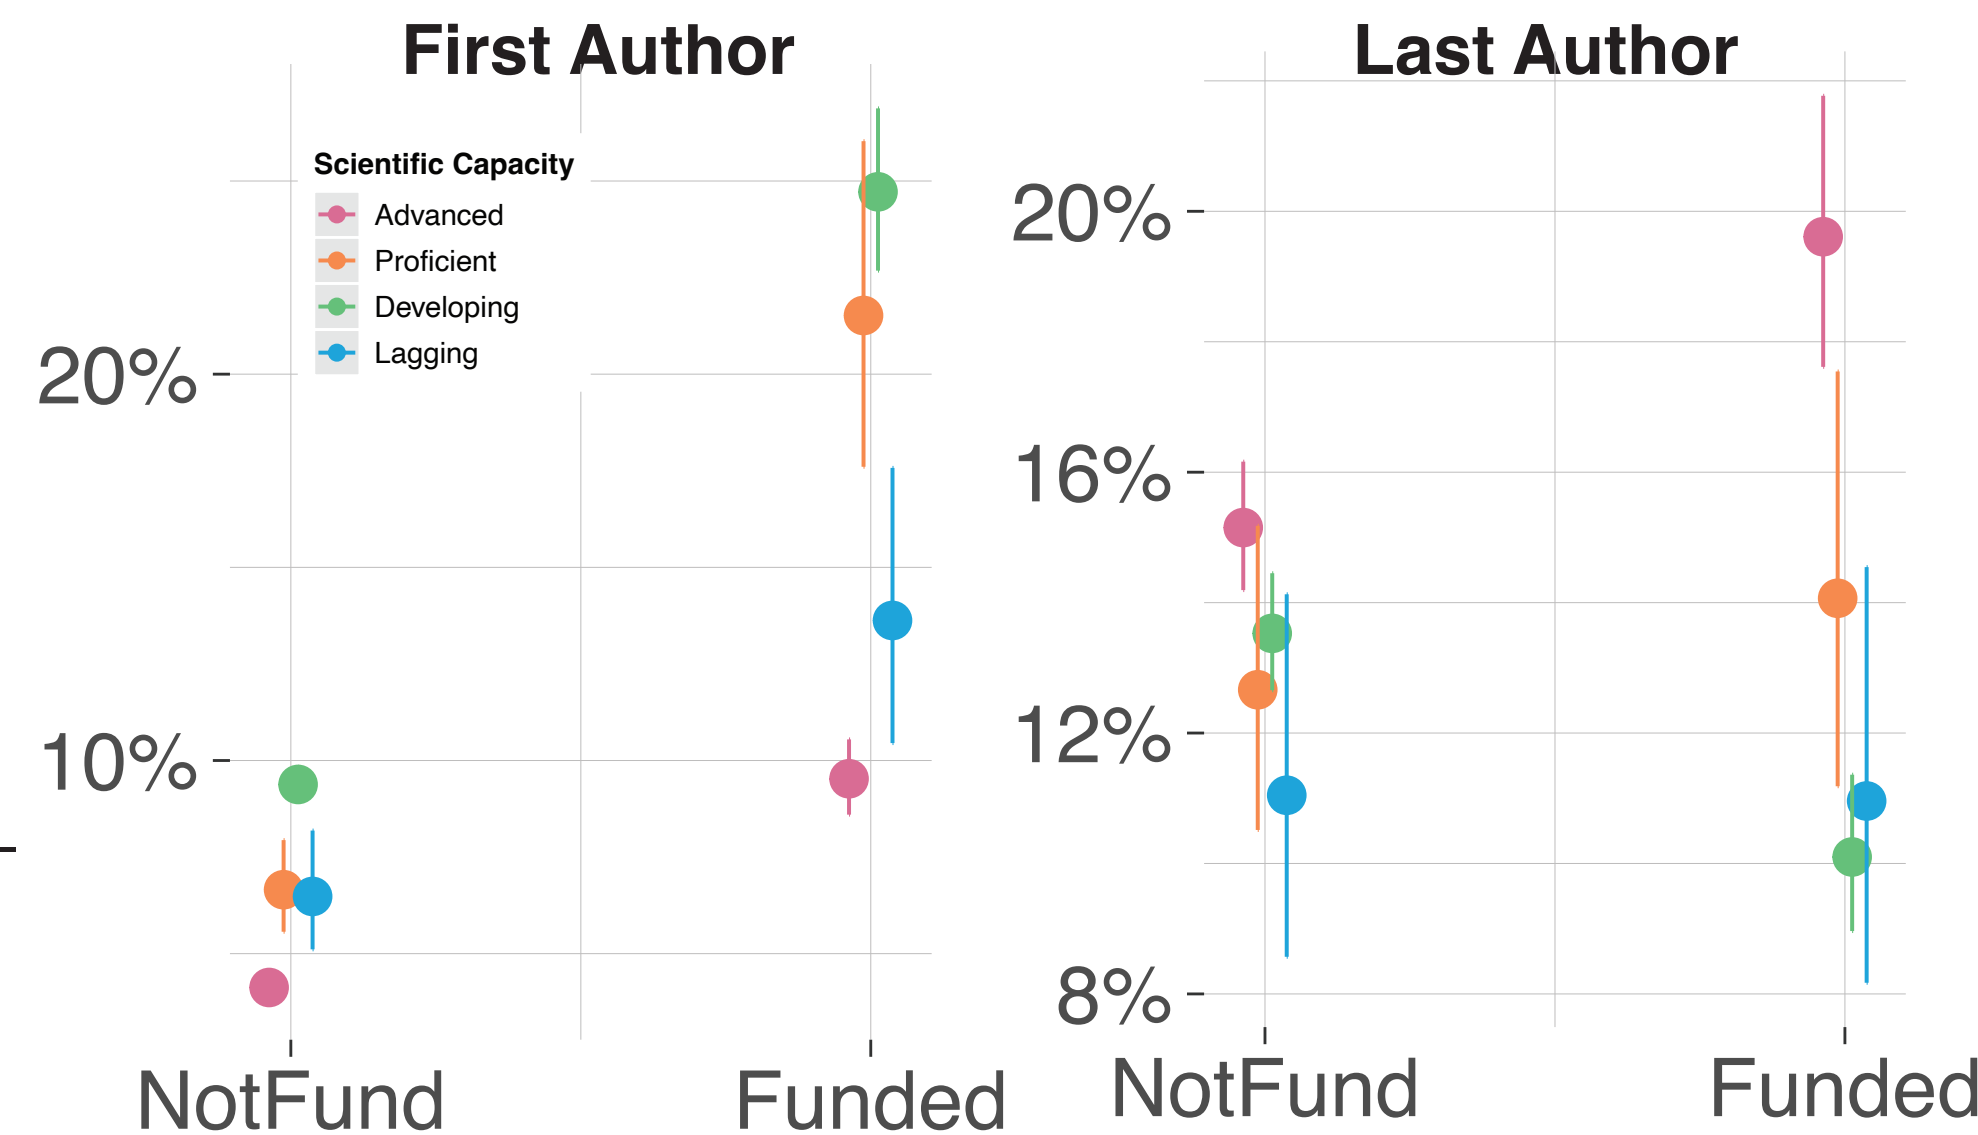 First Author
Scientific Capacity
Advanced
Proficient
Developing
Lagging
20%
10%
NotFund
Funded
Last Author
20%
16%
12%
8%
NotFund
Funded